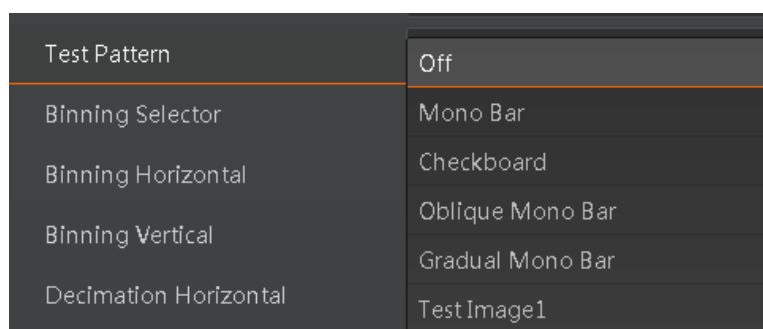 Test Pattern
Off
Binning Selector
Mono Bar
Binning Horizontal
Checkboard
Binning Vertical
Oblique Mono Bar
Gradual Mono Bar
Decimation Horizontal
Test Image1